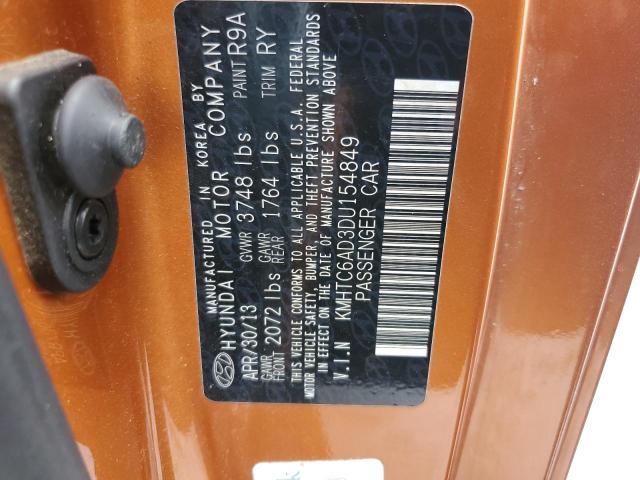 MANUFACTURED IN KOREA BY
HYUNDAI MOTOR COMPANY
APR/30/13 GVWR 3748 lbs PAINT R9A
GAWR FRONT 2072 lbs GAWR REAR 1764 lbs TRIM RY
THIS VEHICLE CONFORMS TO ALL APPLICABLE U.S.A. FEDERAL
MOTOR VEHICLE SAFETY, BUMPER, AND THEFT PREVENTION STANDARDS
IN EFFECT ON THE DATE OF MANUFACTURE SHOWN ABOVE
V.I.N KMHTC6AD3DU154849
PASSENGER CAR